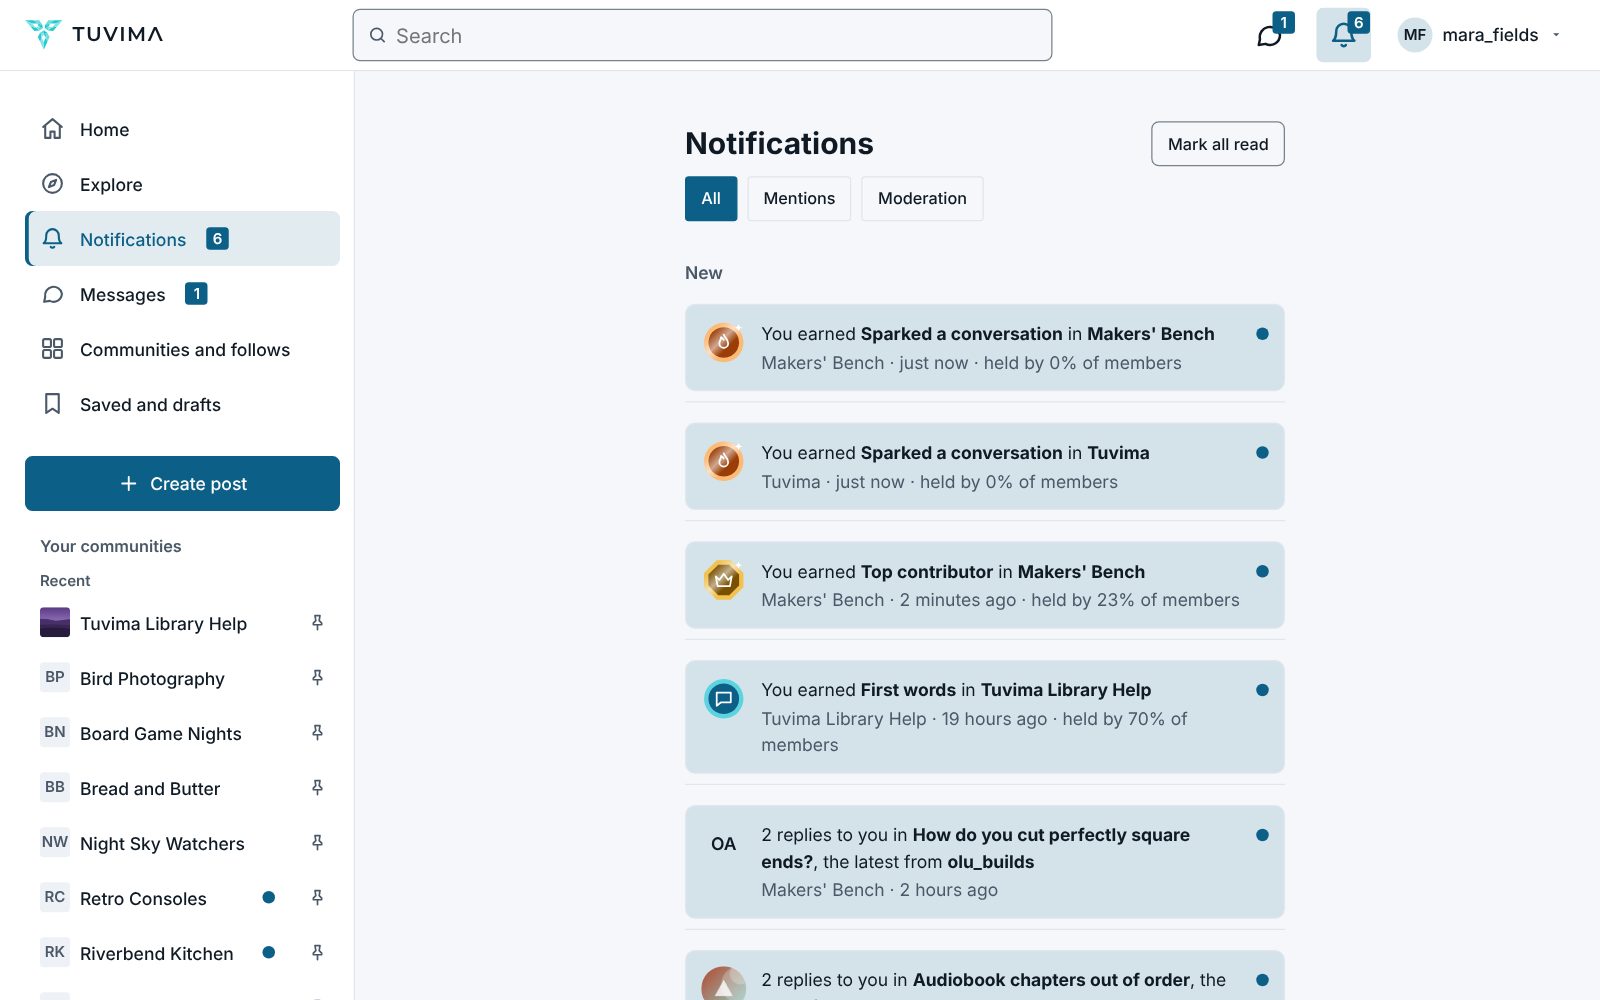 TUVIMA
Search
1
6
MF
mara_fields
Home
Explore
Notifications
6
Messages
1
Communities and follows
Saved and drafts
Create post
Your communities
Recent
Tuvima Library Help
BP
Bird Photography
BN
Board Game Nights
BB
Bread and Butter
NW
Night Sky Watchers
RC
Retro Consoles
RK
Riverbend Kitchen
Notifications
Mark all read
All
Mentions
Moderation
New
You earned Sparked a conversation in Makers' Bench
Makers' Bench · just now · held by 0% of members
You earned Sparked a conversation in Tuvima
Tuvima · just now · held by 0% of members
You earned Top contributor in Makers' Bench
Makers' Bench · 2 minutes ago · held by 23% of members
You earned First words in Tuvima Library Help
Tuvima Library Help · 19 hours ago · held by 70% of
members
OA
2 replies to you in How do you cut perfectly square
ends?, the latest from olu_builds
Makers' Bench · 2 hours ago
2 replies to you in Audiobook chapters out of order, the